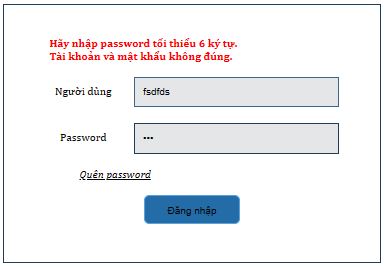 Hãy nhập password tối thiểu 6 ký tự.
Tài khoản và mật khẩu không đúng.
Người dùng fsdfds
Password •••
Quên password
Đăng nhập